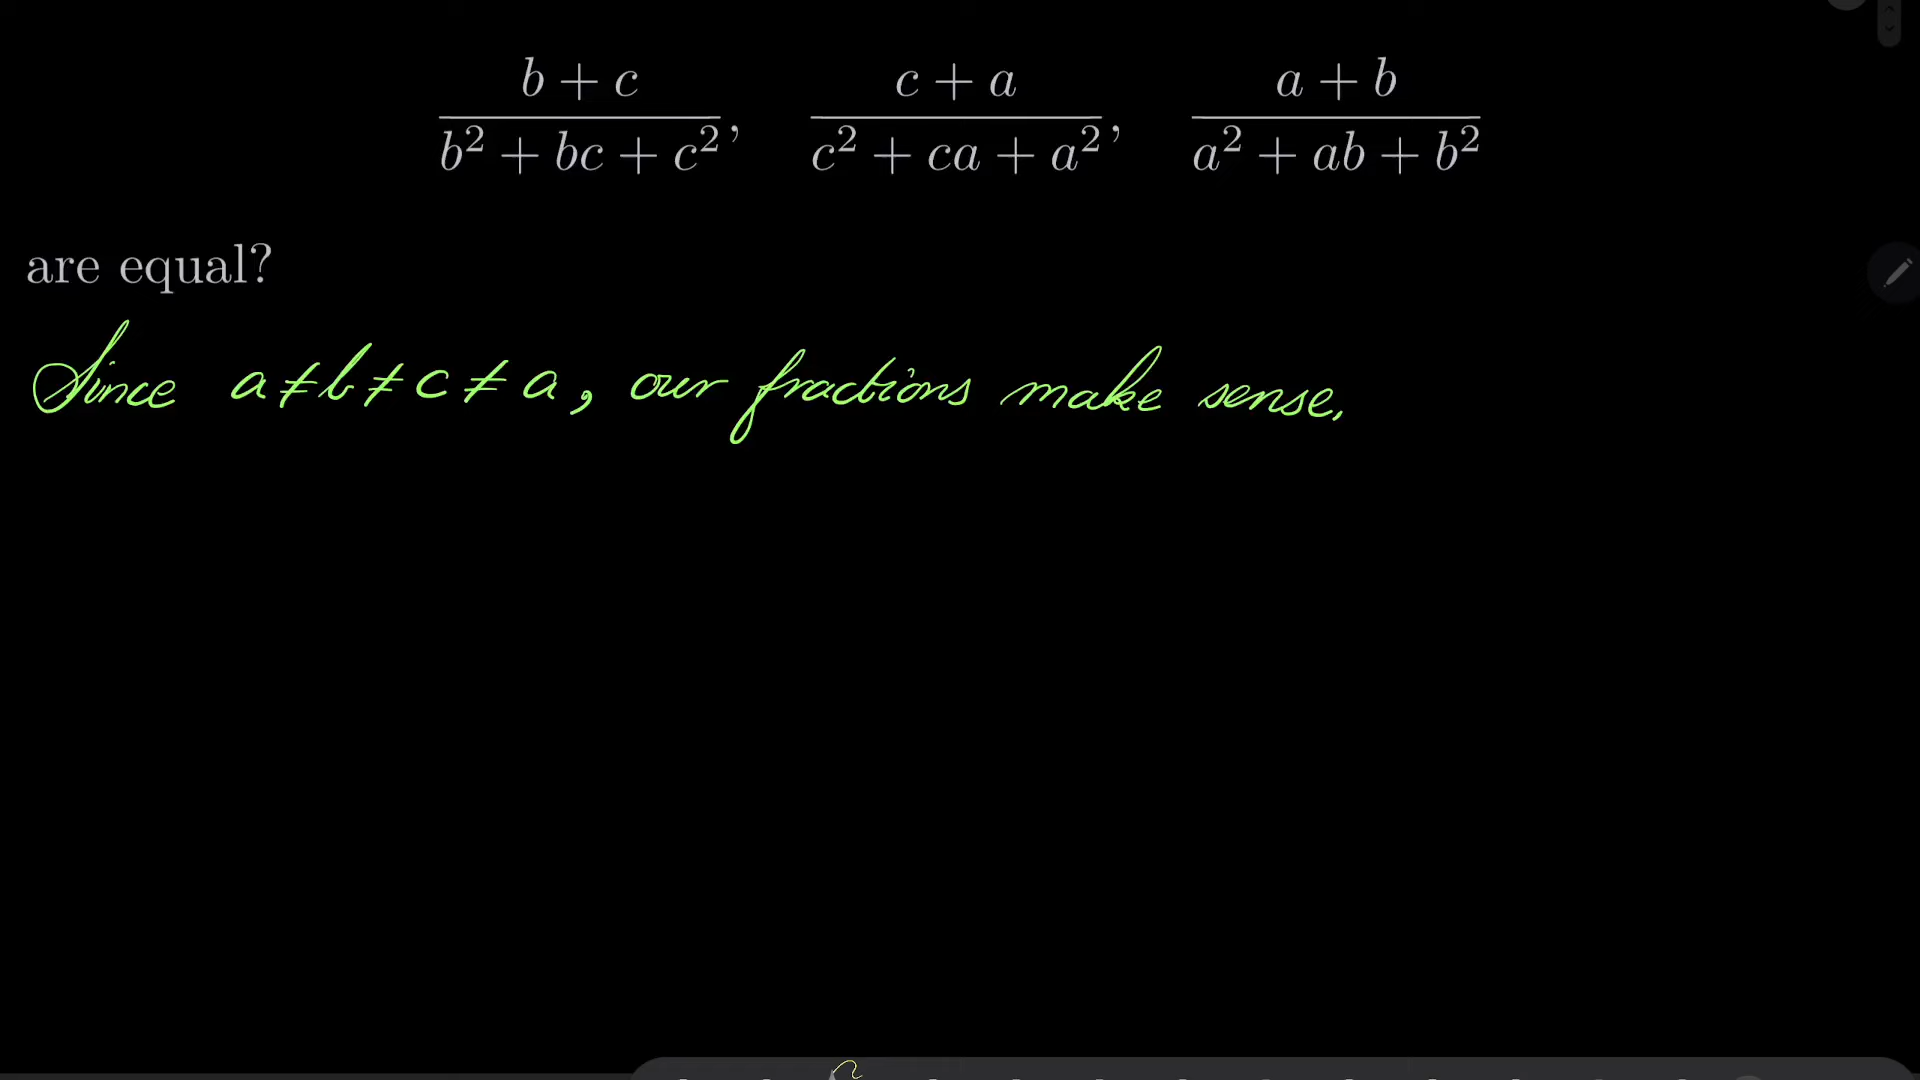 b + c   c + a   a + b
b² + bc + c² ,   c² + ca + a² ,   a² + ab + b²
are equal?
Since a ≠ b ≠ c ≠ a, our fractions make sense.